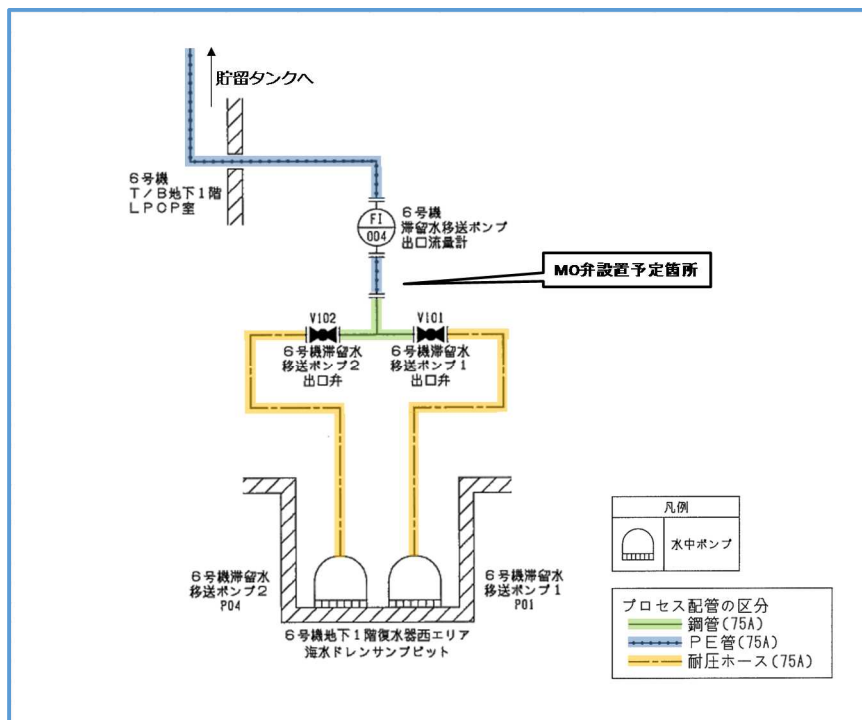 貯留タンクへ
6号機
T/B地下1階
LPCP室
FI
004
6号機
滞留水移送ポンプ
出口流量計
MO弁設置予定箇所
V102
V101
6号機滞留水
移送ポンプ2
出口弁
6号機滞留水
移送ポンプ1
出口弁
凡例
水中ポンプ
6号機滞留水
移送ポンプ2
P04
6号機滞留水
移送ポンプ1
P01
6号機地下1階復水器西エリア
海水ドレンサンプピット
プロセス配管の区分
鋼管(75A)
PE管(75A)
耐圧ホース(75A)